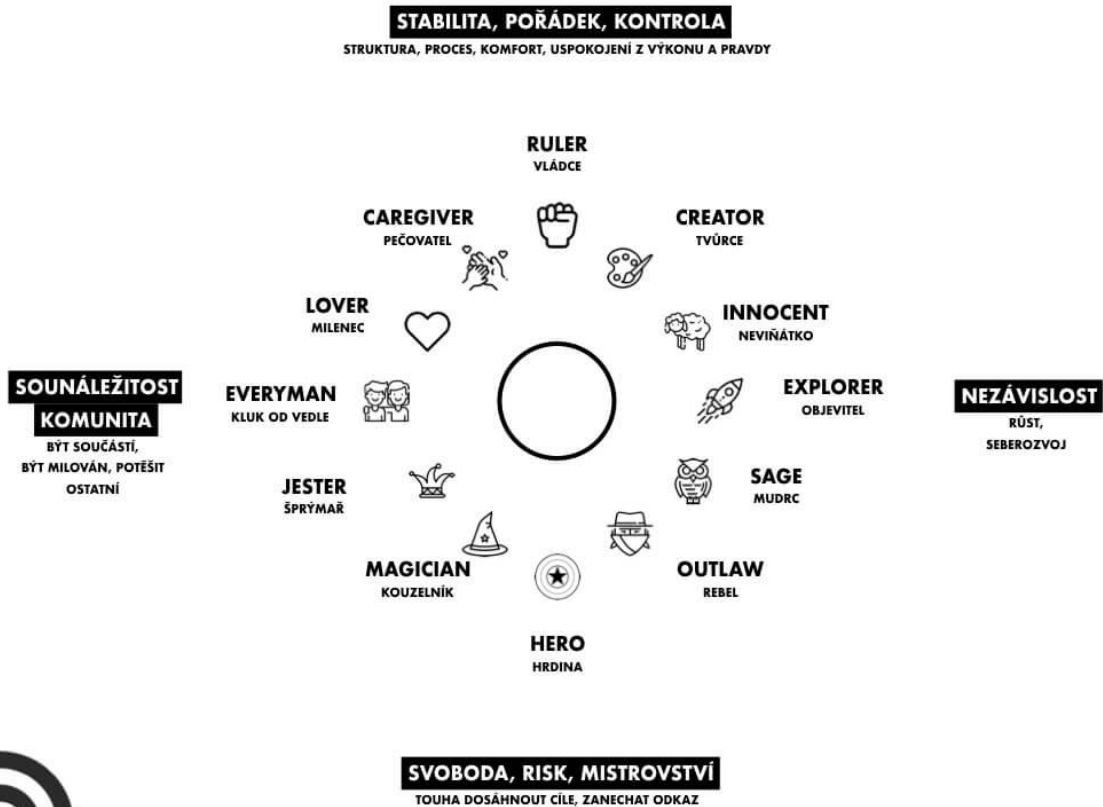 STABILITA, POŘÁDEK, KONTROLA
STRUKTURA, PROCES, KOMFORT, USPOKOJENÍ Z VÝKONU A PRAVDY
RULER
VLÁDCE
CAREGIVER
PEČOVATEL
CREATOR
TVŮRCE
LOVER
MILENEC
INNOCENT
NEVIŇÁTKO
SOUNÁLEŽITOST
KOMUNITA
BÝT SOUČÁSTÍ,
BÝT MILOVÁN, POTĚŠIT
OSTATNÍ
EVERYMAN
KLUK OD VEDLE
EXPLORER
OBJEVITEL
NEZÁVISLOST
RŮST,
SEBEROZVOJ
JESTER
ŠPRÝMAŘ
SAGE
MUDRC
MAGICIAN
KOUZELNÍK
OUTLAW
REBEL
HERO
HRDINA
SVOBODA, RISK, MISTROVSTVÍ
TOUHA DOSÁHNOUT CÍLE, ZANECHAT ODKAZ